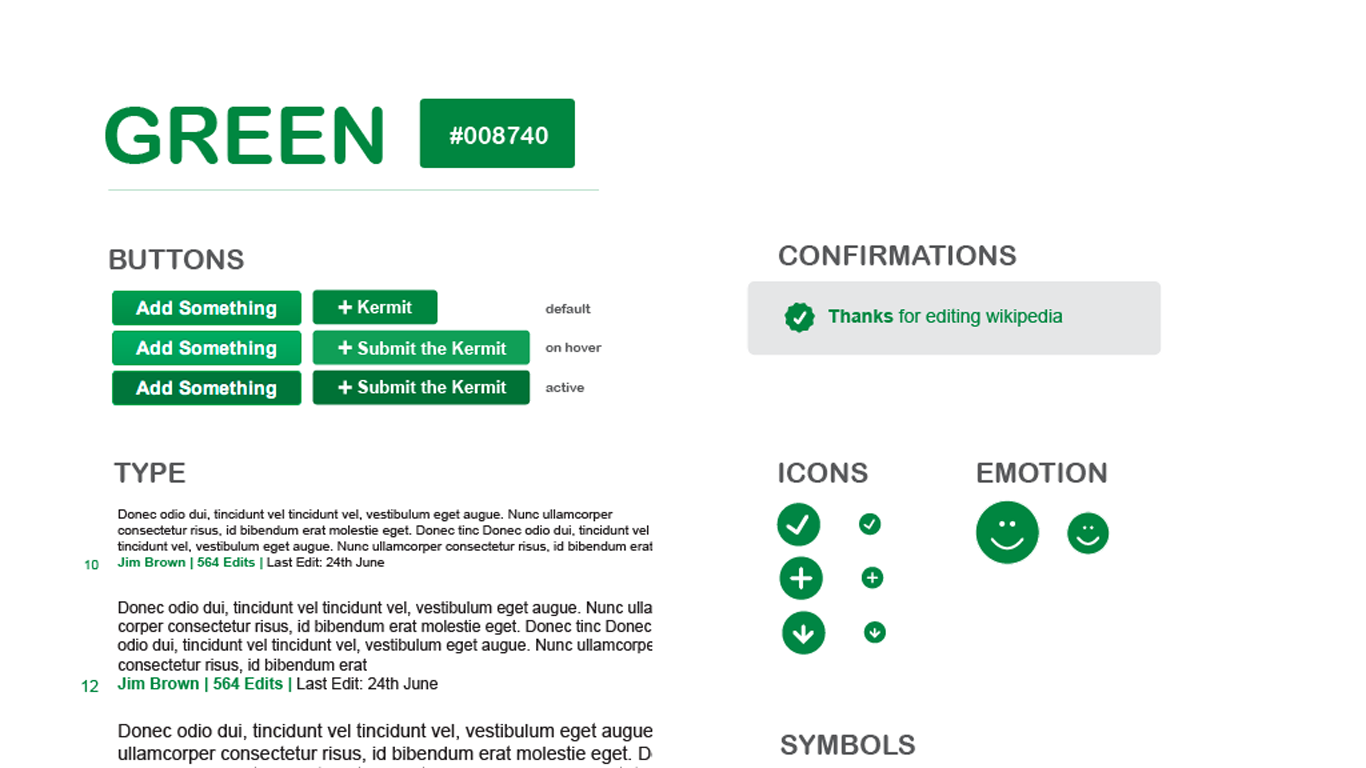 GREEN
#008740
BUTTONS
Add Something
+ Kermit
default
Add Something
+ Submit the Kermit
on hover
Add Something
+ Submit the Kermit
active
CONFIRMATIONS
Thanks for editing wikipedia
TYPE
Donec odio dui, tincidunt vel tincidunt vel, vestibulum eget augue. Nunc ullamcorper
consectetur risus, id bibendum erat molestie eget. Donec tinc Donec odio dui, tincidunt vel
tincidunt vel, vestibulum eget augue. Nunc ullamcorper consectetur risus, id bibendum erat
10 Jim Brown | 564 Edits | Last Edit: 24th June
Donec odio dui, tincidunt vel tincidunt vel, vestibulum eget augue. Nunc ulla
corper consectetur risus, id bibendum erat molestie eget. Donec tinc Donec
odio dui, tincidunt vel tincidunt vel, vestibulum eget augue. Nunc ullamcorpe
consectetur risus, id bibendum erat
12 Jim Brown | 564 Edits | Last Edit: 24th June
Donec odio dui, tincidunt vel tincidunt vel, vestibulum eget augue
ullamcorper consectetur risus, id bibendum erat molestie eget. D
ICONS
EMOTION
SYMBOLS